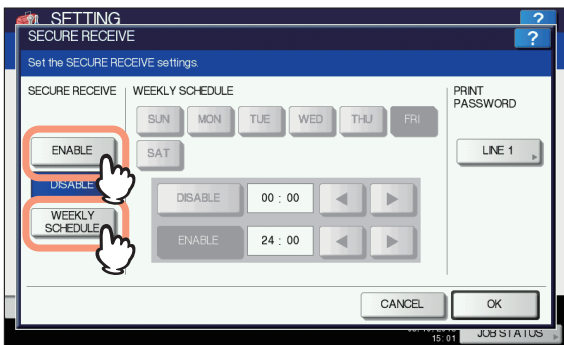 SETTING
?
SECURE RECEIVE
?
Set the SECURE RECEIVE settings.
SECURE RECEIVE
WEEKLY SCHEDULE
PRINT
PASSWORD
SUN MON TUE WED THU FRI
SAT
ENABLE
LINE 1
DISABLE
DISABLE 00 : 00
WEEKLY
SCHEDULE
ENABLE 24 : 00
CANCEL
OK
15 : 01
JOB STATUS